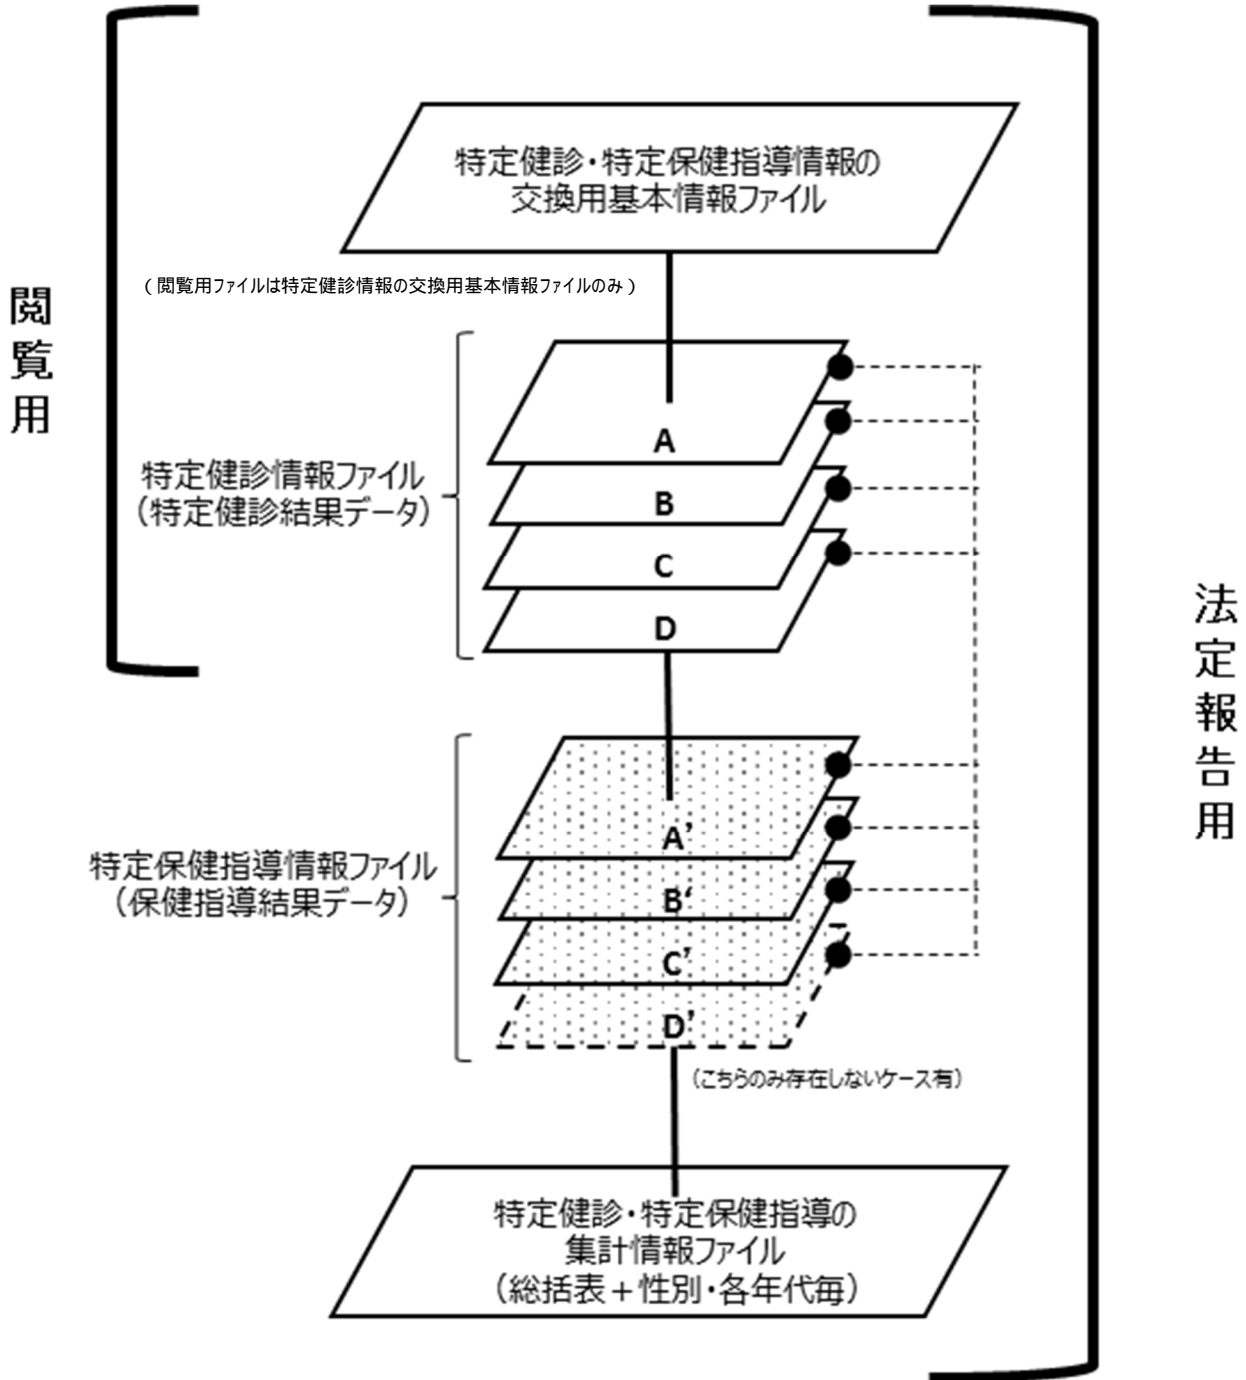 特定健診・特定保健指導情報の
交換用基本情報ファイル
(閲覧用ファイルは特定健診情報の交換用基本情報ファイルのみ)
閲覧用
A
B
C
D
特定健診情報ファイル
(特定健診結果データ)
法定報告用
A’
B‘
C’
D’
特定保健指導情報ファイル
(保健指導結果データ)
(こちらのみ存在しないケース有)
特定健診・特定保健指導の
集計情報ファイル
(総括表+性別・各年代毎)